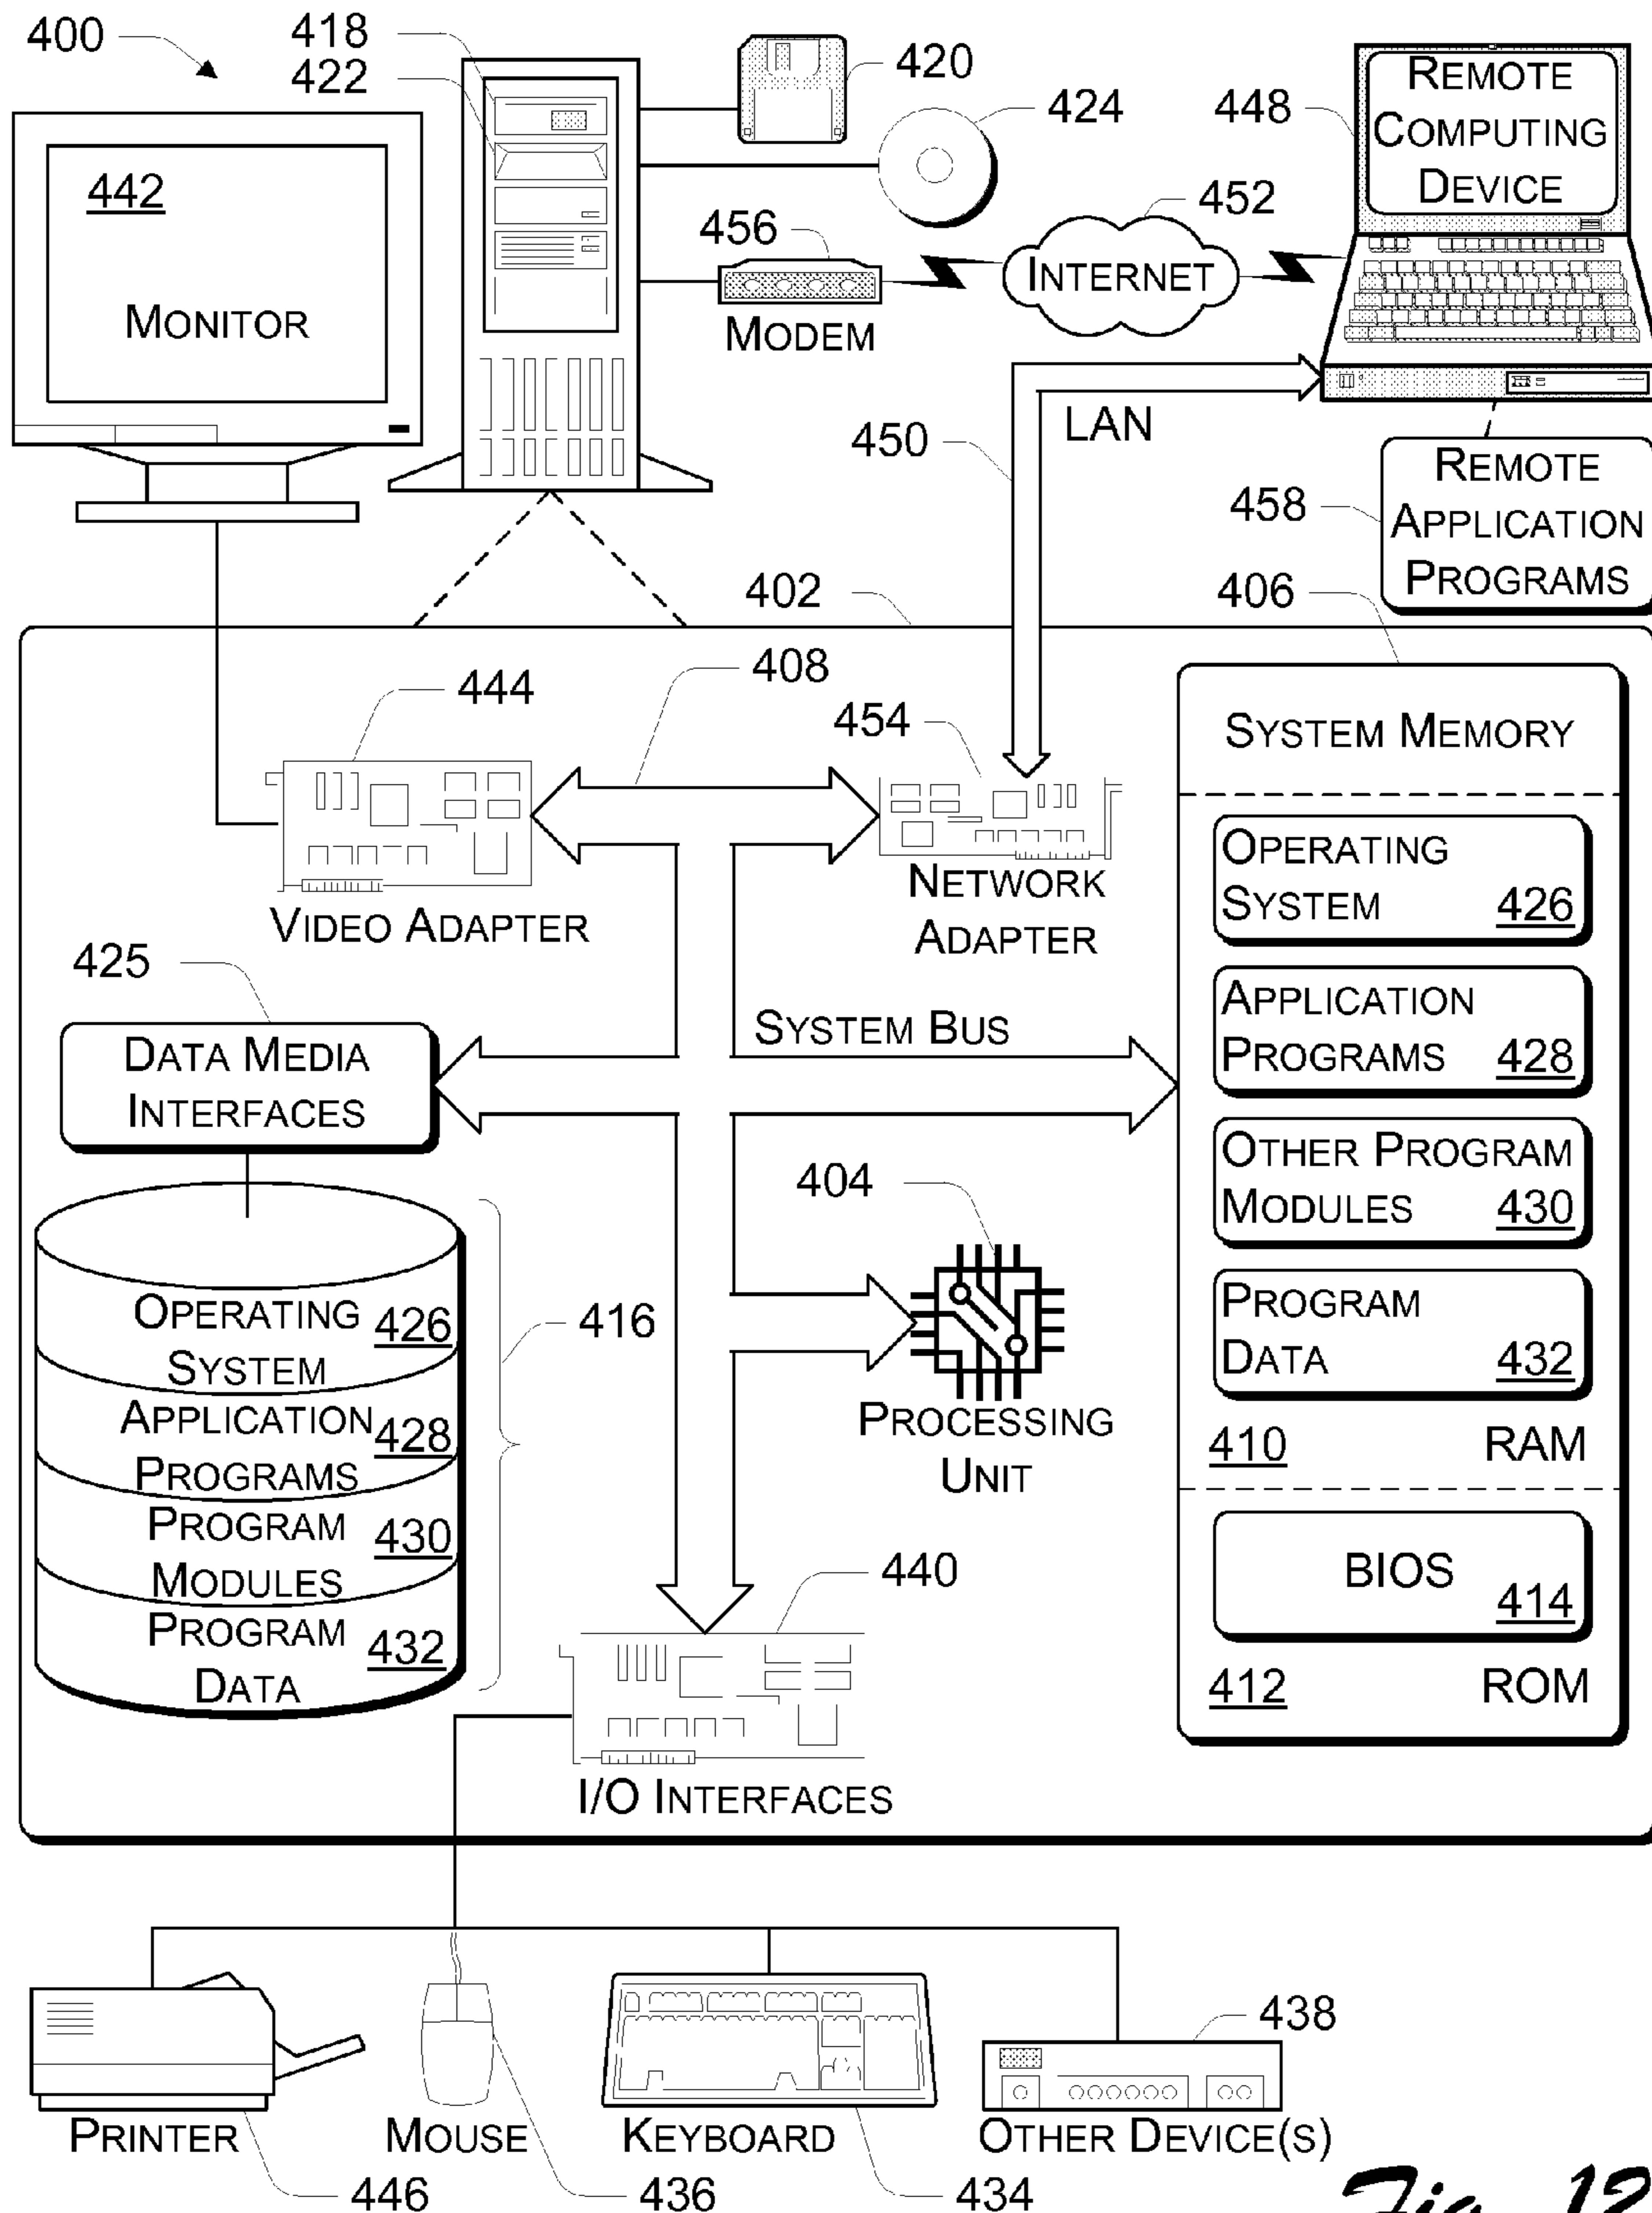 400
418
422
420
424
448
REMOTE
COMPUTING
DEVICE
442
MONITOR
456
MODEM
452
INTERNET
450
LAN
458
REMOTE
APPLICATION
PROGRAMS
402
406
408
444
VIDEO ADAPTER
454
NETWORK
ADAPTER
SYSTEM MEMORY
OPERATING
SYSTEM 426
APPLICATION
PROGRAMS 428
OTHER PROGRAM
MODULES 430
PROGRAM
DATA 432
410 RAM
BIOS
414
412 ROM
425
DATA MEDIA
INTERFACES
SYSTEM BUS
404
PROCESSING
UNIT
OPERATING 426
SYSTEM
APPLICATION 428
PROGRAMS
PROGRAM 430
MODULES
PROGRAM 432
DATA
416
440
I/O INTERFACES
438
PRINTER
MOUSE
KEYBOARD
OTHER DEVICE(S)
446
436
434
Fig. 12